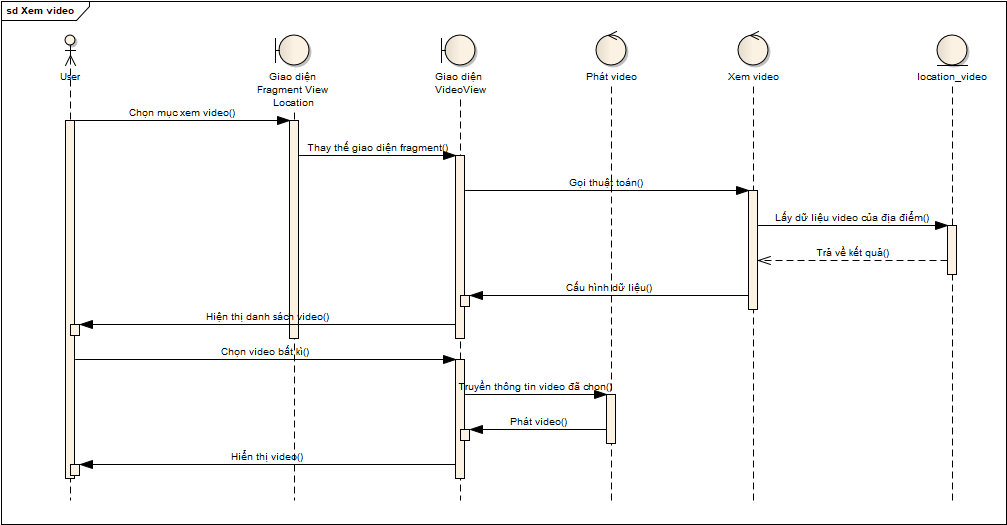 sd Xem video
User
Giao diện
Fragment View
Location
Giao diện
VideoView
Phát video
Xem video
location_video
Chọn mục xem video()
Thay thế giao diện fragment()
Gọi thuật toán()
Lấy dữ liệu video của địa điểm()
Trả về kết quả()
Cấu hình dữ liệu()
Hiện thị danh sách video()
Chọn video bất kì()
Truyền thông tin video đã chọn()
Phát video()
Hiển thị video()